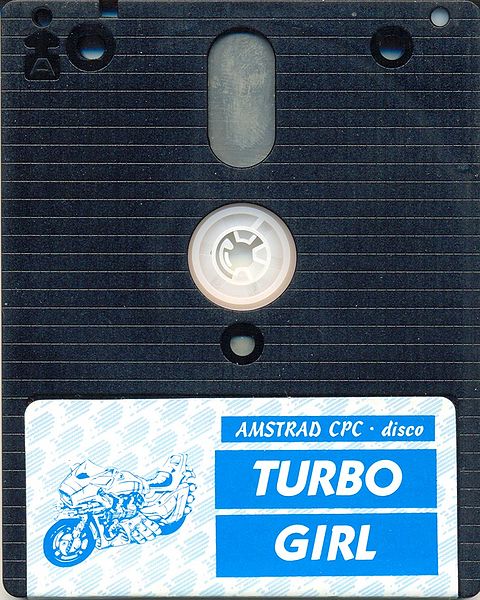 A
AMSTRAD CPC · disco
TURBO
GIRL